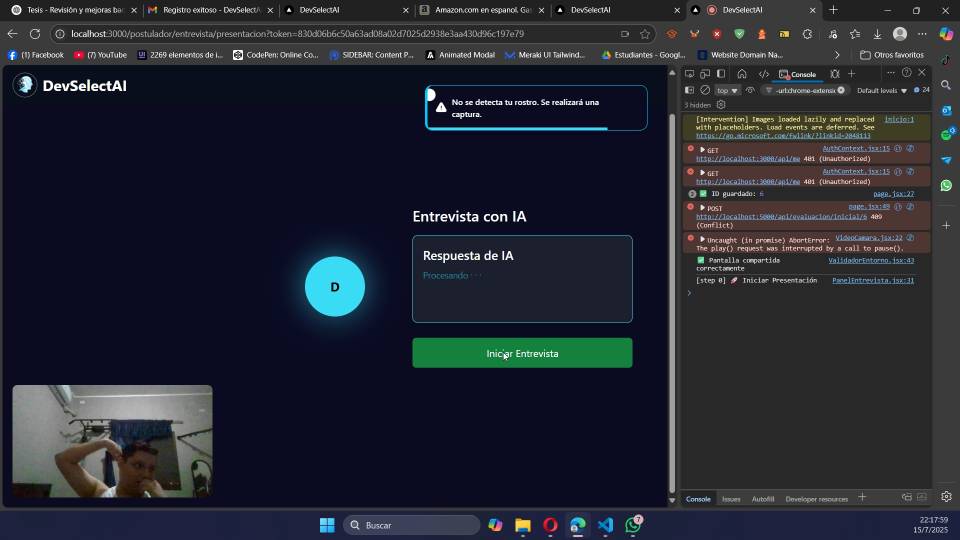 Tesis - Revisión y mejoras bac
Registro exitoso - DevSelectA
DevSelectAI
Amazon.com en espanol. Gas
DevSelectAI
DevSelectAI
localhost:3000/postulador/entrevista/presentacion?token=830d06b6c50a63ad08a02d7025d2938e3aa430d96c197e79
(1) Facebook
(7) YouTube
2269 elementos de i...
CodePen: Online Co...
SIDEBAR: Content P...
Animated Modal
Meraki UI Tailwind...
Estudiantes - Googl...
Website Domain Na...
Otros favoritos
DevSelectAI
No se detecta tu rostro. Se realizará una
captura.
Entrevista con IA
D
Respuesta de IA
Procesando · · ·
Iniciar Entrevista
Console
top
-url:chrome-extensio
Default levels
24
3 hidden
[Intervention] Images loaded lazily and replaced inicio:1
with placeholders. Load events are deferred. See
https://go.microsoft.com/fwlink/?linkid=2048113
GET AuthContext.jsx:15
http://localhost:3000/api/me 401 (Unauthorized)
GET AuthContext.jsx:15
http://localhost:3000/api/me 401 (Unauthorized)
2 ID guardado: 6 page.jsx:27
POST page.jsx:49
http://localhost:5000/api/evaluacion/inicial/6 409
(Conflict)
Uncaught (in promise) AbortError: VideoCamara.jsx:22
The play() request was interrupted by a call to pause().
Pantalla compartida ValidadorEntorno.jsx:43
correctamente
[step 0] 🚀 Iniciar Presentación PanelEntrevista.jsx:31
Console
Issues
Autofill
Developer resources
Buscar
7
22:17:59
15/7/2025